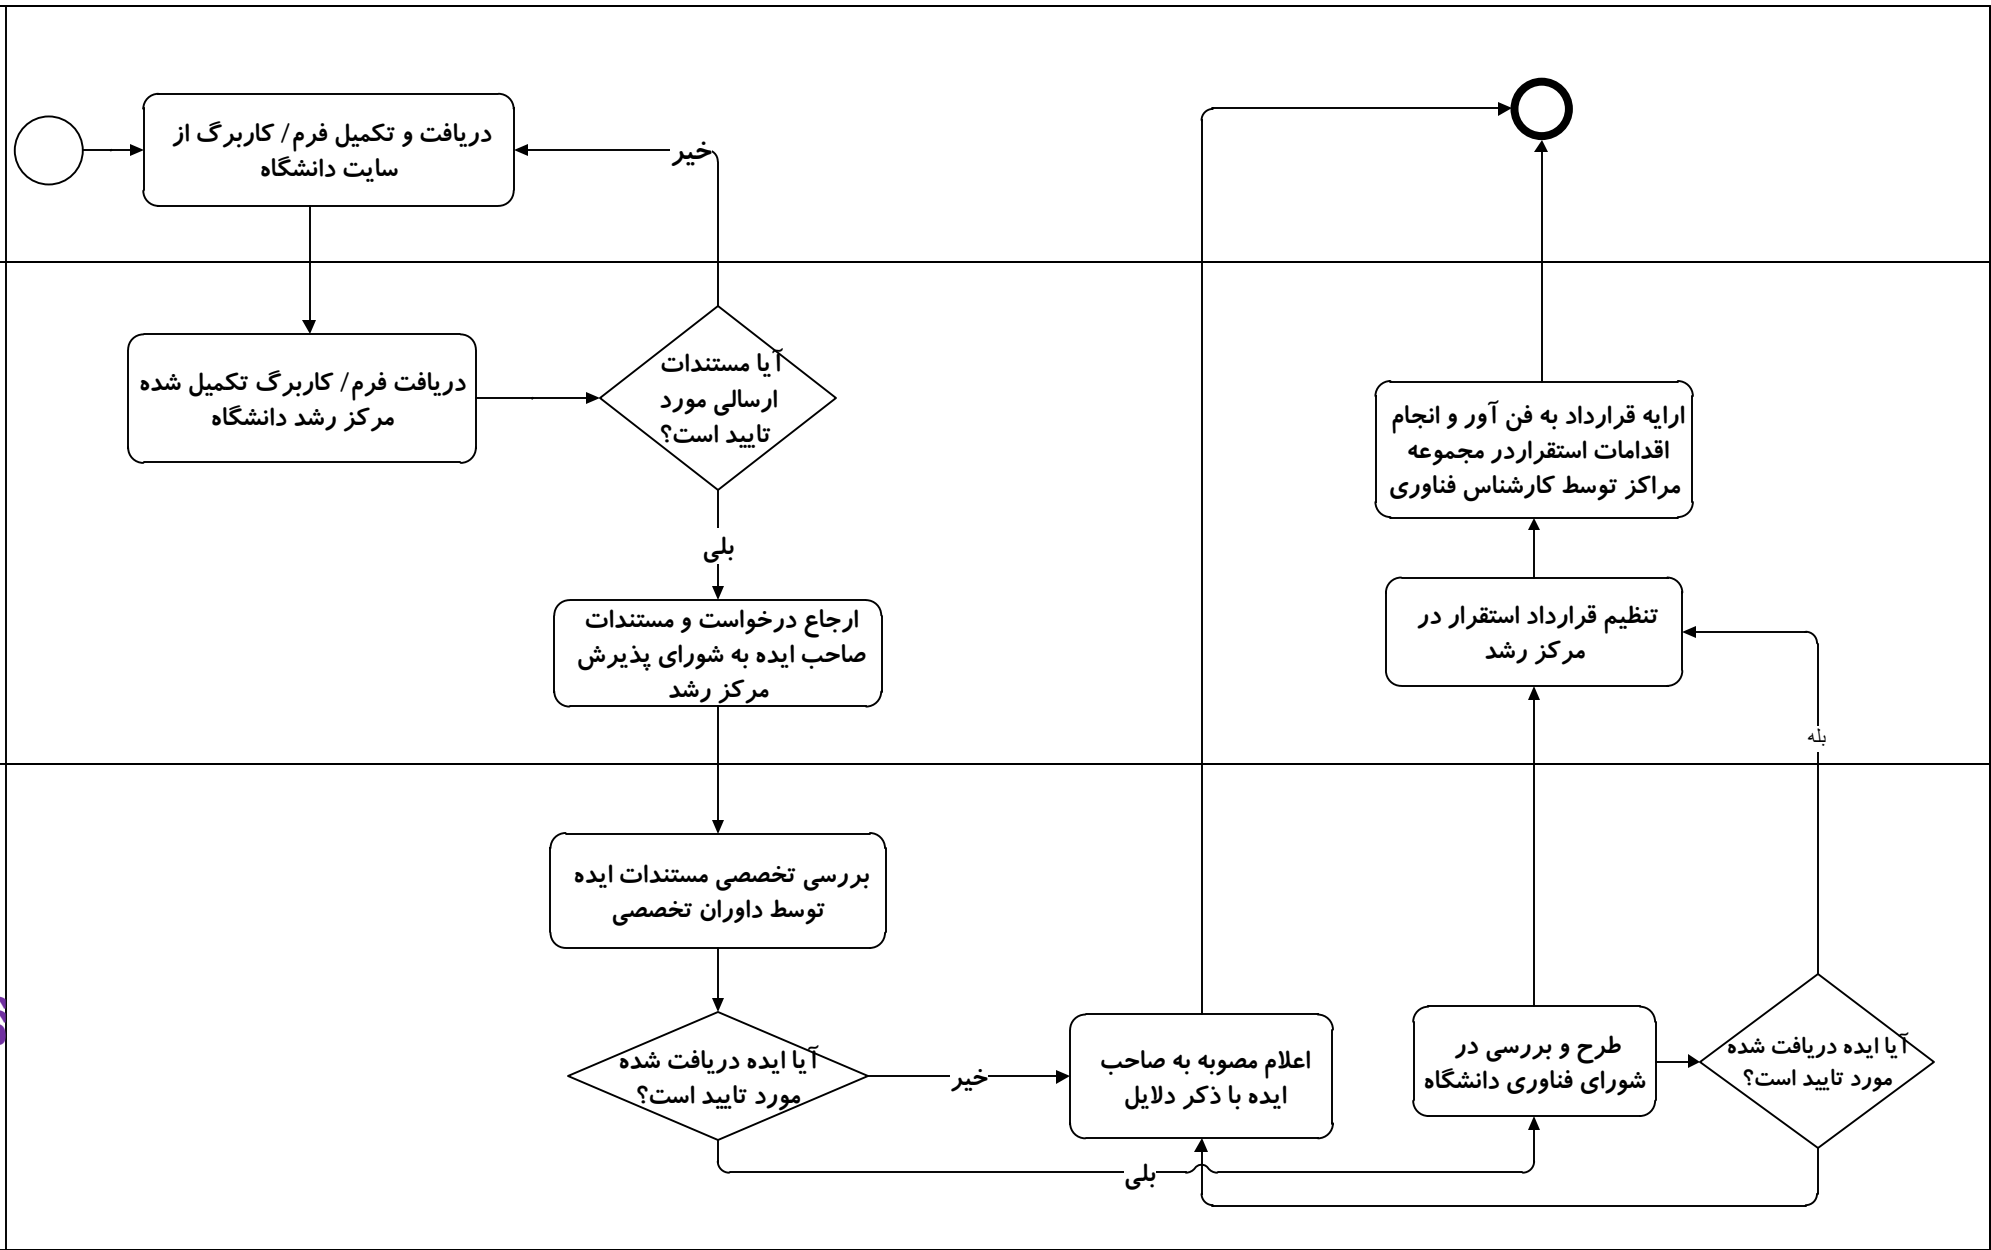 دریافت و تکمیل فرم/ کاربرگ از
سایت دانشگاه
خیر
دریافت فرم/ کاربرگ تکمیل شده
مرکز رشد دانشگاه
آیا مستندات
ارسالی مورد
تایید است؟
بلی
ارجاع درخواست و مستندات
صاحب ایده به شورای پذیرش
مرکز رشد
بررسی تخصصی مستندات ایده
توسط داوران تخصصی
آیا ایده دریافت شده
مورد تایید است؟
خیر
بلی
اعلام مصوبه به صاحب
ایده با ذکر دلایل
طرح و بررسی در
شورای فناوری دانشگاه
آیا ایده دریافت شده
مورد تایید است؟
بله
تنظیم قرارداد استقرار در
مرکز رشد
ارایه قرارداد به فن آور و انجام
اقدامات استقراردر مجموعه
مراکز توسط کارشناس فناوری